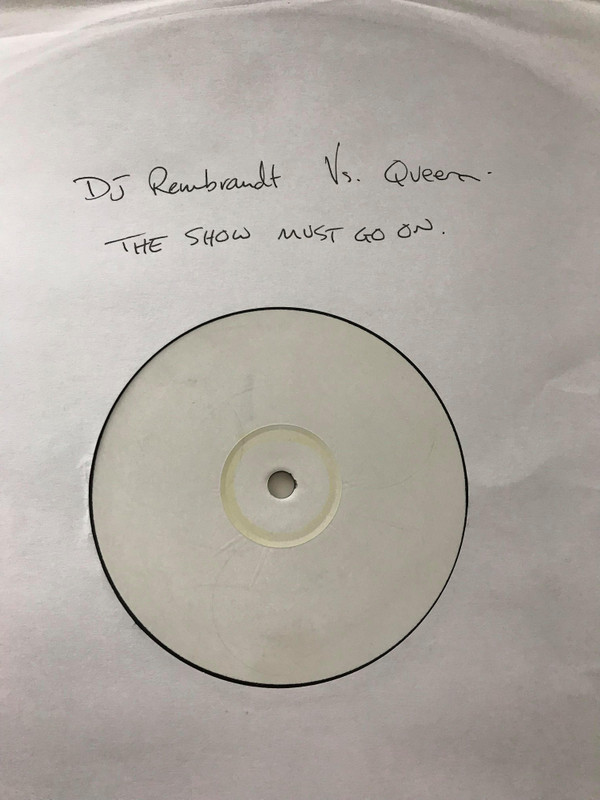 DJ Rembrandt Vs. Queen.
THE SHOW MUST GO ON.